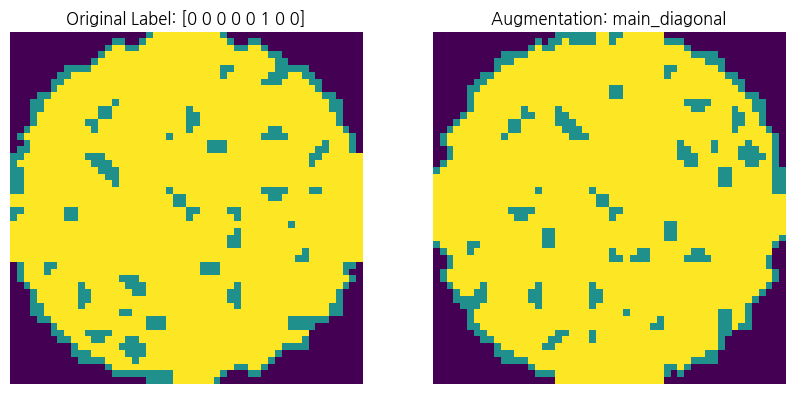 Original Label: [0 0 0 0 0 1 0 0]
Augmentation: main_diagonal